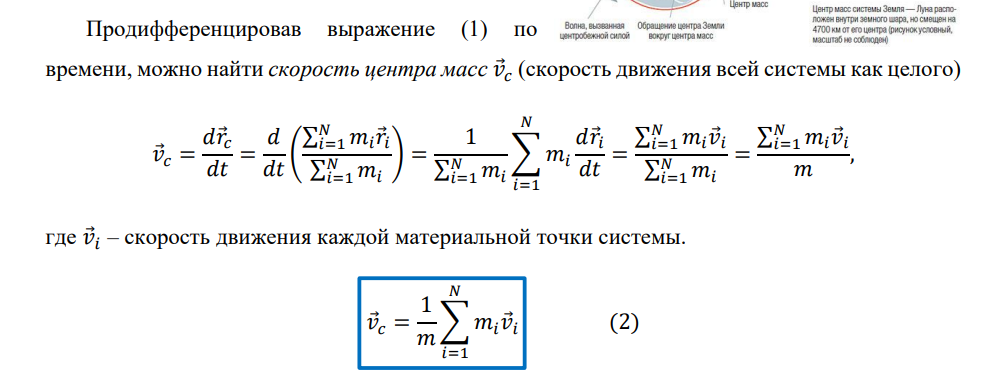 Центр масс
Волна, вызванная
центробежной силой
Обращение центра Земли
вокруг центра масс
Центр масс системы Земля — Луна распо-
ложен внутри земного шара, но смещен на
4700 км от его центра (рисунок условный,
масштаб не соблюден)
Продифференцировав выражение (1) по
времени, можно найти скорость центра масс v⃗_c (скорость движения всей системы как целого)
v⃗_c = dr⃗_c/dt = d/dt (∑_{i=1}^N m_i r⃗_i / ∑_{i=1}^N m_i) = 1/∑_{i=1}^N m_i ∑_{i=1}^N m_i dr⃗_i/dt = ∑_{i=1}^N m_i v⃗_i / ∑_{i=1}^N m_i = ∑_{i=1}^N m_i v⃗_i / m,
где v⃗_i – скорость движения каждой материальной точки системы.
v⃗_c = 1/m ∑_{i=1}^N m_i v⃗_i (2)